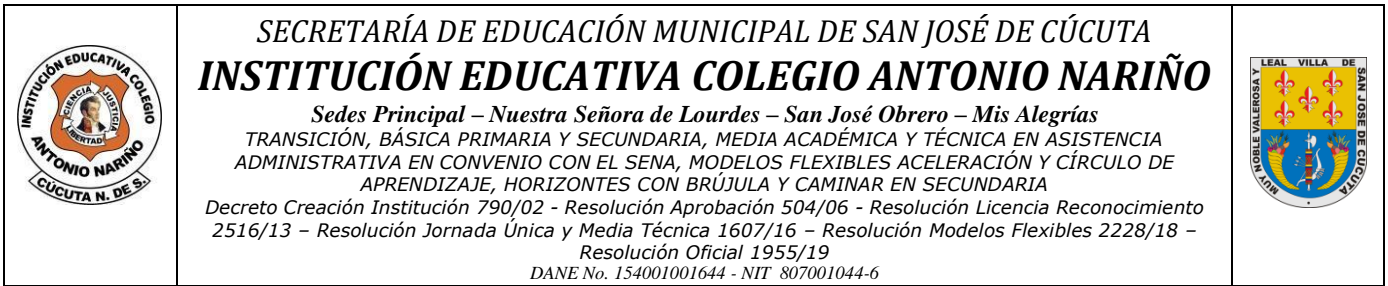 INSTITUCIÓN EDUCATIVA COLEGIO
ANTONIO NARIÑO
CIENCIA
JUSTICIA
LIBERTAD
CÚCUTA N. DE S.
SECRETARÍA DE EDUCACIÓN MUNICIPAL DE SAN JOSÉ DE CÚCUTA
INSTITUCIÓN EDUCATIVA COLEGIO ANTONIO NARIÑO
Sedes Principal – Nuestra Señora de Lourdes – San José Obrero – Mis Alegrías
TRANSICIÓN, BÁSICA PRIMARIA Y SECUNDARIA, MEDIA ACADÉMICA Y TÉCNICA EN ASISTENCIA
ADMINISTRATIVA EN CONVENIO CON EL SENA, MODELOS FLEXIBLES ACELERACIÓN Y CÍRCULO DE
APRENDIZAJE, HORIZONTES CON BRÚJULA Y CAMINAR EN SECUNDARIA
Decreto Creación Institución 790/02 - Resolución Aprobación 504/06 - Resolución Licencia Reconocimiento
2516/13 – Resolución Jornada Única y Media Técnica 1607/16 – Resolución Modelos Flexibles 2228/18 –
Resolución Oficial 1955/19
DANE No. 154001001644 - NIT 807001044-6
MUY NOBLE VALEROSA Y LEAL VILLA DE SAN JOSE DE CUCUTA